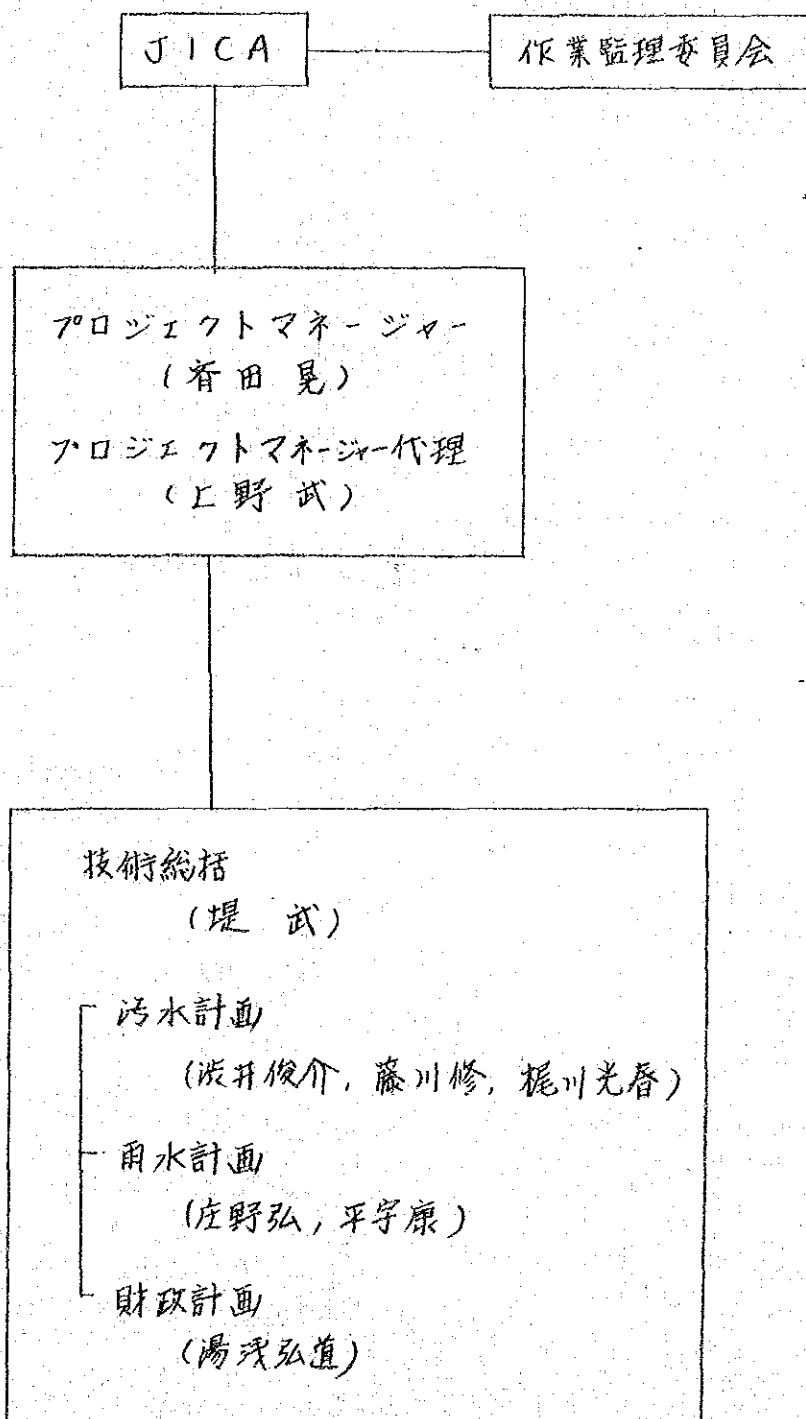 JICA
作業監理委員会
プロジェクトマネージャー
(斉田 晃)
プロジェクトマネージャー代理
(上野 武)
技術総括
(堤 武)
汚水計画
(渋井俊介, 藤川修, 梶川光春)
雨水計画
(庄野弘, 平宇康)
財政計画
(湯浅弘道)